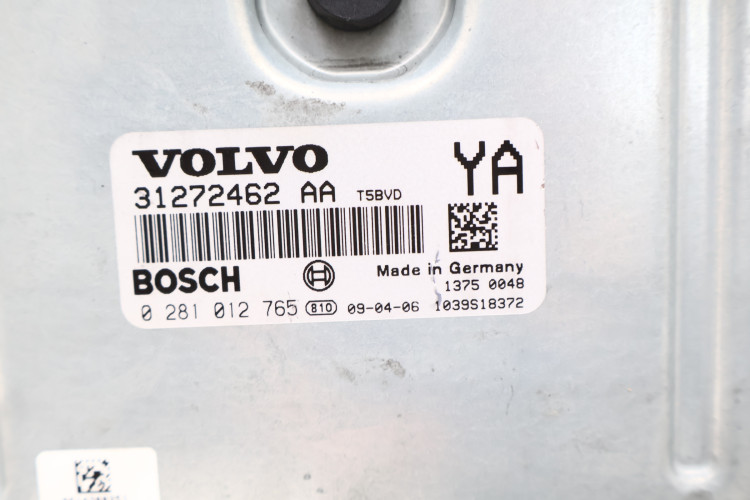 VOLVO YA
31272462 AA T5BVD
BOSCH Made in Germany
1375 0048
0 281 012 765 810 09-04-06 1039S18372